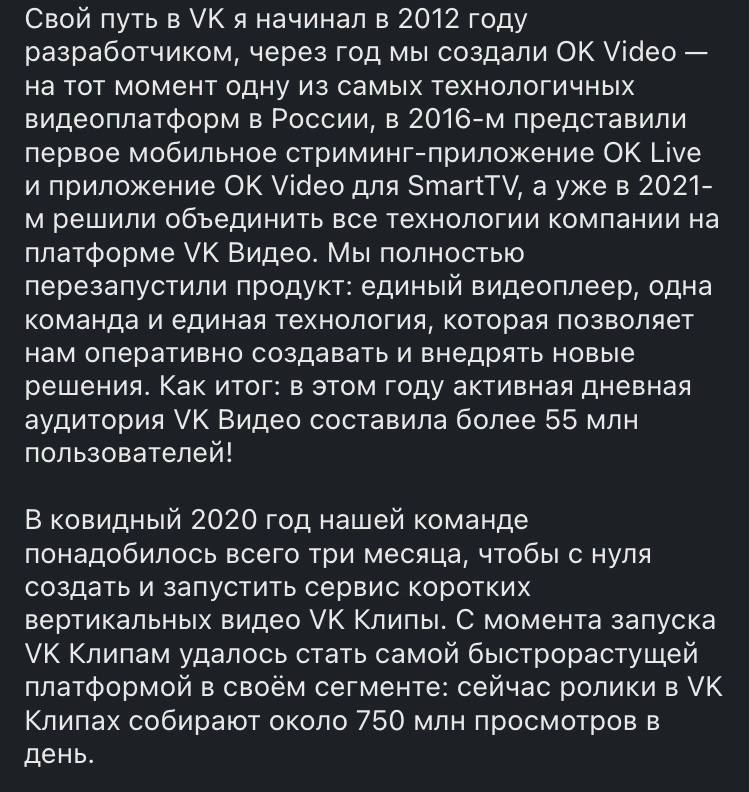 Свой путь в VK я начинал в 2012 году
разработчиком, через год мы создали OK Video —
на тот момент одну из самых технологичных
видеоплатформ в России, в 2016-м представили
первое мобильное стриминг-приложение OK Live
и приложение OK Video для SmartTV, а уже в 2021-
м решили объединить все технологии компании на
платформе VK Видео. Мы полностью
перезапустили продукт: единый видеоплеер, одна
команда и единая технология, которая позволяет
нам оперативно создавать и внедрять новые
решения. Как итог: в этом году активная дневная
аудитория VK Видео составила более 55 млн
пользователей!
В ковидный 2020 год нашей команде
понадобилось всего три месяца, чтобы с нуля
создать и запустить сервис коротких
вертикальных видео VK Клипы. С момента запуска
VK Клипам удалось стать самой быстрорастущей
платформой в своём сегменте: сейчас ролики в VK
Клипах собирают около 750 млн просмотров в
день.